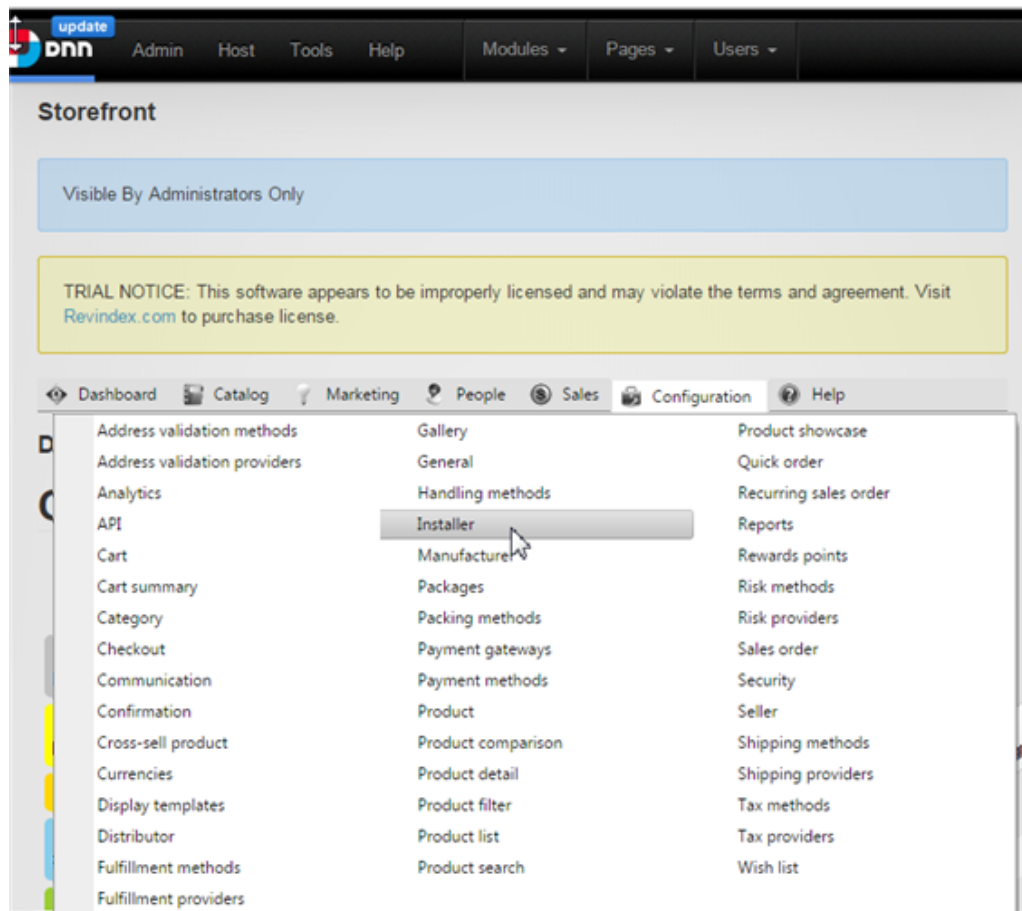 update
DNN Admin Host Tools Help Modules Pages Users
Storefront
Visible By Administrators Only
TRIAL NOTICE: This software appears to be improperly licensed and may violate the terms and agreement. Visit
Revindex.com to purchase license.
Dashboard Catalog Marketing People Sales Configuration Help
Address validation methods Gallery Product showcase
Address validation providers General Quick order
Analytics Handling methods Recurring sales order
API Installer Reports
Cart Manufacturer Rewards points
Cart summary Packages Risk methods
Category Packing methods Risk providers
Checkout Payment gateways Sales order
Communication Payment methods Security
Confirmation Product Seller
Cross-sell product Product comparison Shipping methods
Currencies Product detail Shipping providers
Display templates Product filter Tax methods
Distributor Product list Tax providers
Fulfillment methods Product search Wish list
Fulfillment providers